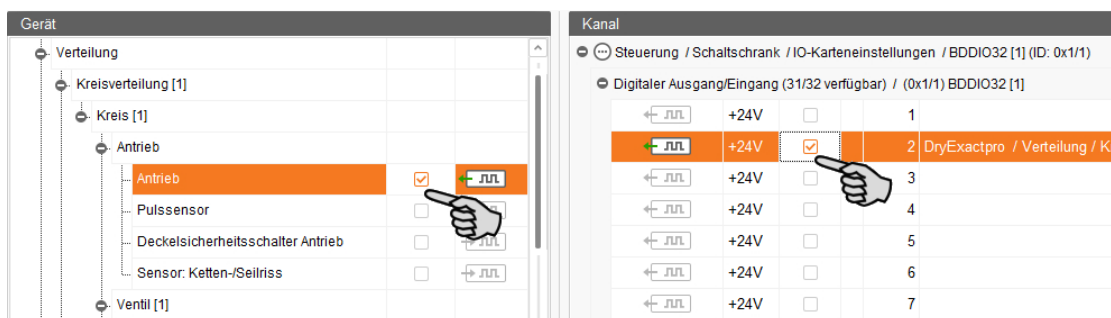 Gerät
Verteilung
Kreisverteilung [1]
Kreis [1]
Antrieb
Antrieb
Pulssensor
Deckelsicherheitsschalter Antrieb
Sensor: Ketten-/Seilriss
Ventil [1]
Kanal
Steuerung / Schaltschrank / IO-Karteneinstellungen / BDDIO32 [1] (ID: 0x1/1)
Digitaler Ausgang/Eingang (31/32 verfügbar) / (0x1/1) BDDIO32 [1]
+24V 1
+24V 2 DryExactpro / Verteilung / K
+24V 3
+24V 4
+24V 5
+24V 6
+24V 7